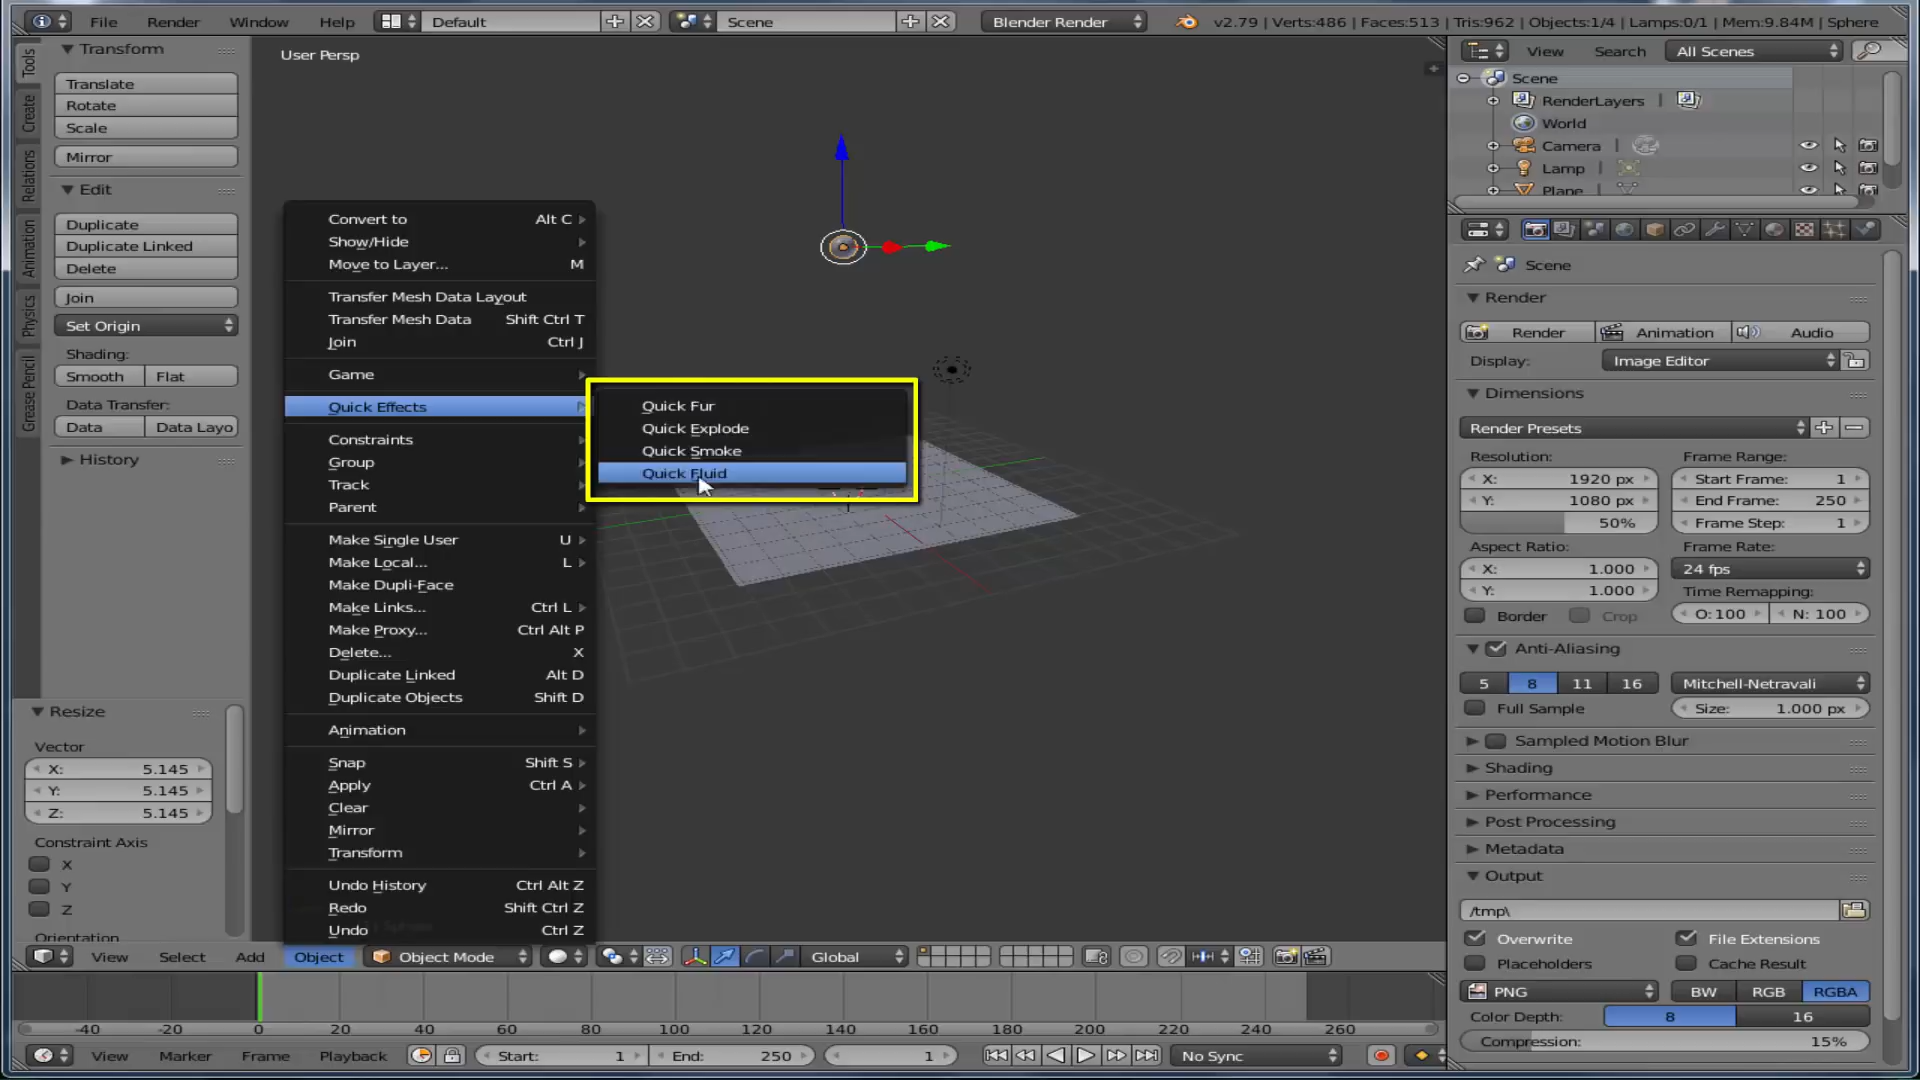 File Render Window Help Default Scene Blender Render v2.79 | Verts:486 | Faces:513 | Tris:962 | Objects:1/4 | Lamps:0/1 | Mem:9.84M | Sphere
Tools
Create
Relations
Animation
Physics
Grease Pencil
Transform
Translate
Rotate
Scale
Mirror
Edit
Duplicate
Duplicate Linked
Delete
Join
Set Origin
Shading:
Smooth Flat
Data Transfer:
Data Data Layo
History
Resize
Vector
X: 5.145
Y: 5.145
Z: 5.145
Constraint Axis
X
Y
Z
Orientation
User Persp
Convert to Alt C
Show/Hide
Move to Layer... M
Transfer Mesh Data Layout
Transfer Mesh Data Shift Ctrl T
Join Ctrl J
Game
Quick Effects
Constraints
Group
Track
Parent
Make Single User U
Make Local... L
Make Dupli-Face
Make Links... Ctrl L
Make Proxy... Ctrl Alt P
Delete... X
Duplicate Linked Alt D
Duplicate Objects Shift D
Animation
Snap Shift S
Apply Ctrl A
Clear
Mirror
Transform
Undo History Ctrl Alt Z
Redo Shift Ctrl Z
Undo Ctrl Z
Quick Fur
Quick Explode
Quick Smoke
Quick Fluid
View Search All Scenes
Scene
RenderLayers |
World
Camera
Lamp
Plane
Scene
Render
Render Animation Audio
Display: Image Editor
Dimensions
Render Presets
Resolution: Frame Range:
X: 1920 px Start Frame: 1
Y: 1080 px End Frame: 250
50% Frame Step: 1
Aspect Ratio: Frame Rate:
X: 1.000 24 fps
Y: 1.000 Time Remapping:
Border Crop O:100 N: 100
Anti-Aliasing
5 8 11 16 Mitchell-Netravali
Full Sample Size: 1.000 px
Sampled Motion Blur
Shading
Performance
Post Processing
Metadata
Output
/tmp\
Overwrite File Extensions
Placeholders Cache Result
PNG BW RGB RGBA
Color Depth: 8 16
Compression: 15%
View Select Add Object Object Mode Global
-40 -20 0 20 40 60 80 100 120 140 160 180 200 220 240 260
View Marker Frame Playback Start: 1 End: 250 1 No Sync